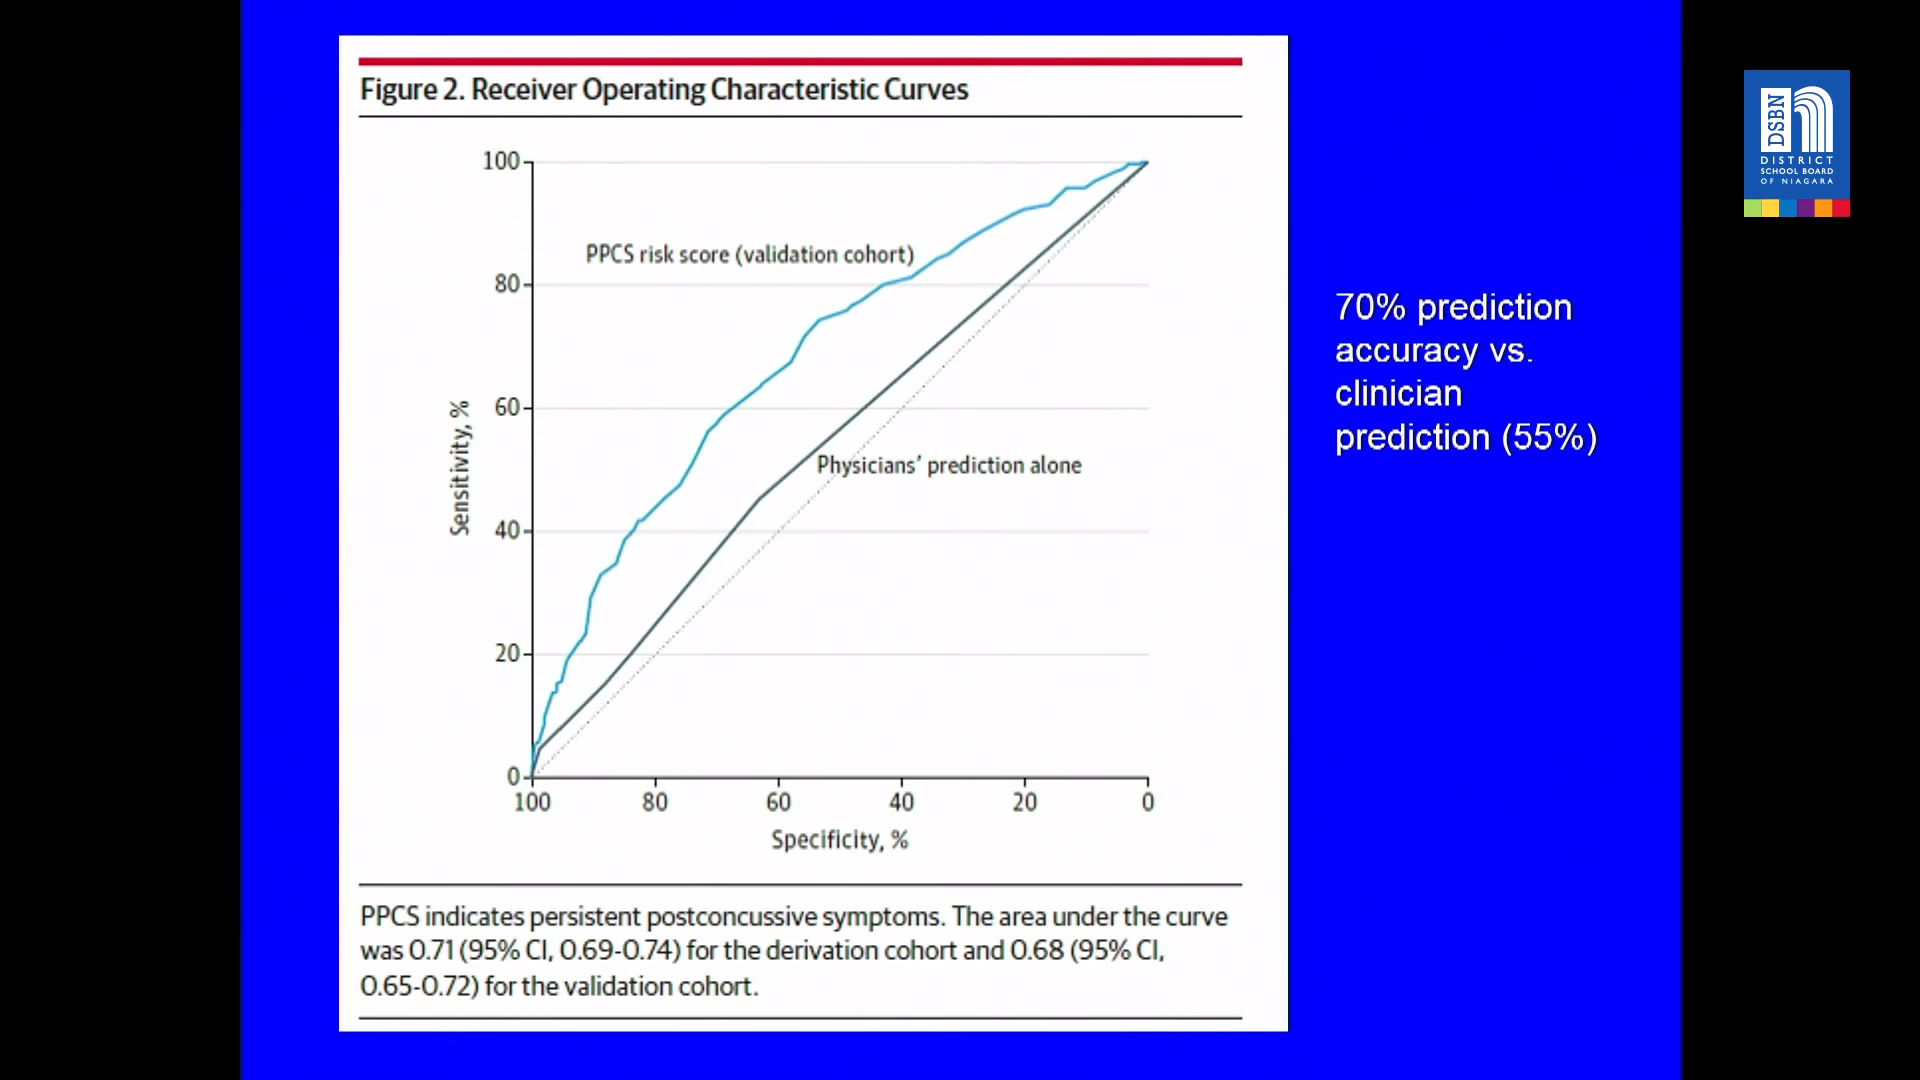 Figure 2. Receiver Operating Characteristic Curves
100
80
60
40
20
0
Sensitivity, %
PPCS risk score (validation cohort)
Physicians’ prediction alone
100 80 60 40 20 0
Specificity, %
PPCS indicates persistent postconcussive symptoms. The area under the curve
was 0.71 (95% CI, 0.69-0.74) for the derivation cohort and 0.68 (95% CI,
0.65-0.72) for the validation cohort.
70% prediction
accuracy vs.
clinician
prediction (55%)
DSBN
DISTRICT
SCHOOL BOARD
OF NIAGARA